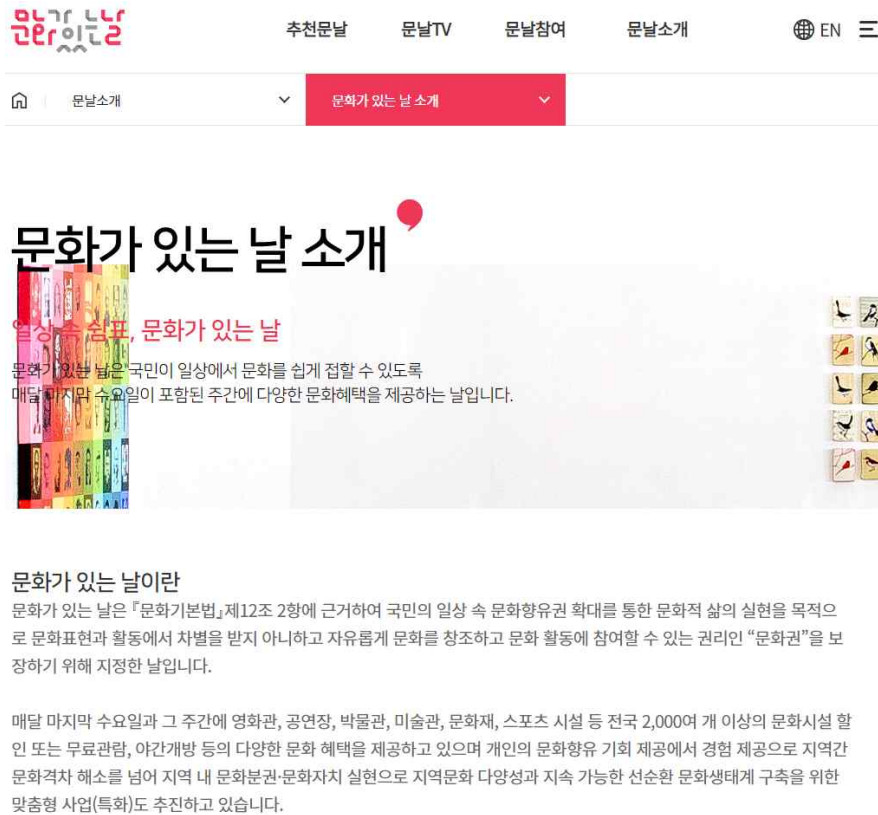 문화가 있는 날
추천문날 문날TV 문날참여 문날소개 EN
문날소개 문화가 있는 날 소개
문화가 있는 날 소개
일상 속 쉼표, 문화가 있는 날
문화가 있는 날은 국민이 일상에서 문화를 쉽게 접할 수 있도록
매달 마지막 수요일이 포함된 주간에 다양한 문화혜택을 제공하는 날입니다.
문화가 있는 날이란
문화가 있는 날은 『문화기본법』제12조 2항에 근거하여 국민의 일상 속 문화향유권 확대를 통한 문화적 삶의 실현을 목적으
로 문화표현과 활동에서 차별을 받지 아니하고 자유롭게 문화를 창조하고 문화 활동에 참여할 수 있는 권리인 “문화권”을 보
장하기 위해 지정한 날입니다.
매달 마지막 수요일과 그 주간에 영화관, 공연장, 박물관, 미술관, 문화재, 스포츠 시설 등 전국 2,000여 개 이상의 문화시설 할
인 또는 무료관람, 야간개방 등의 다양한 문화 혜택을 제공하고 있으며 개인의 문화향유 기회 제공에서 경험 제공으로 지역간
문화격차 해소를 넘어 지역 내 문화분권·문화자치 실현으로 지역문화 다양성과 지속 가능한 선순환 문화생태계 구축을 위한
맞춤형 사업(특화)도 추진하고 있습니다.